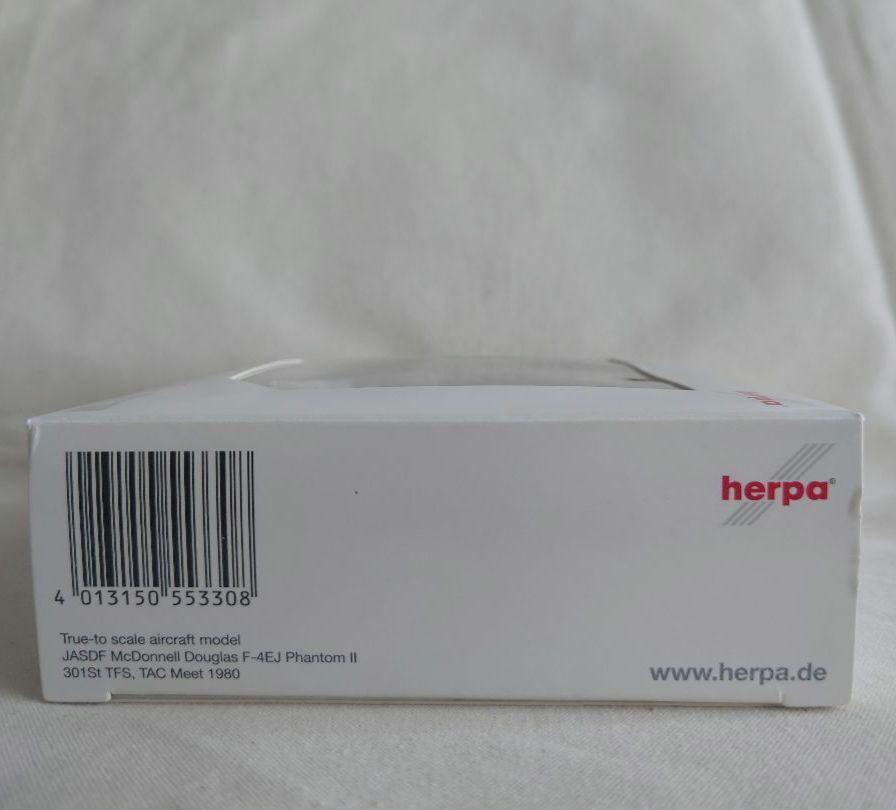 herpa
herpa®
4 013150 553308
True-to scale aircraft model
JASDF McDonnell Douglas F-4EJ Phantom II
301St TFS, TAC Meet 1980
www.herpa.de